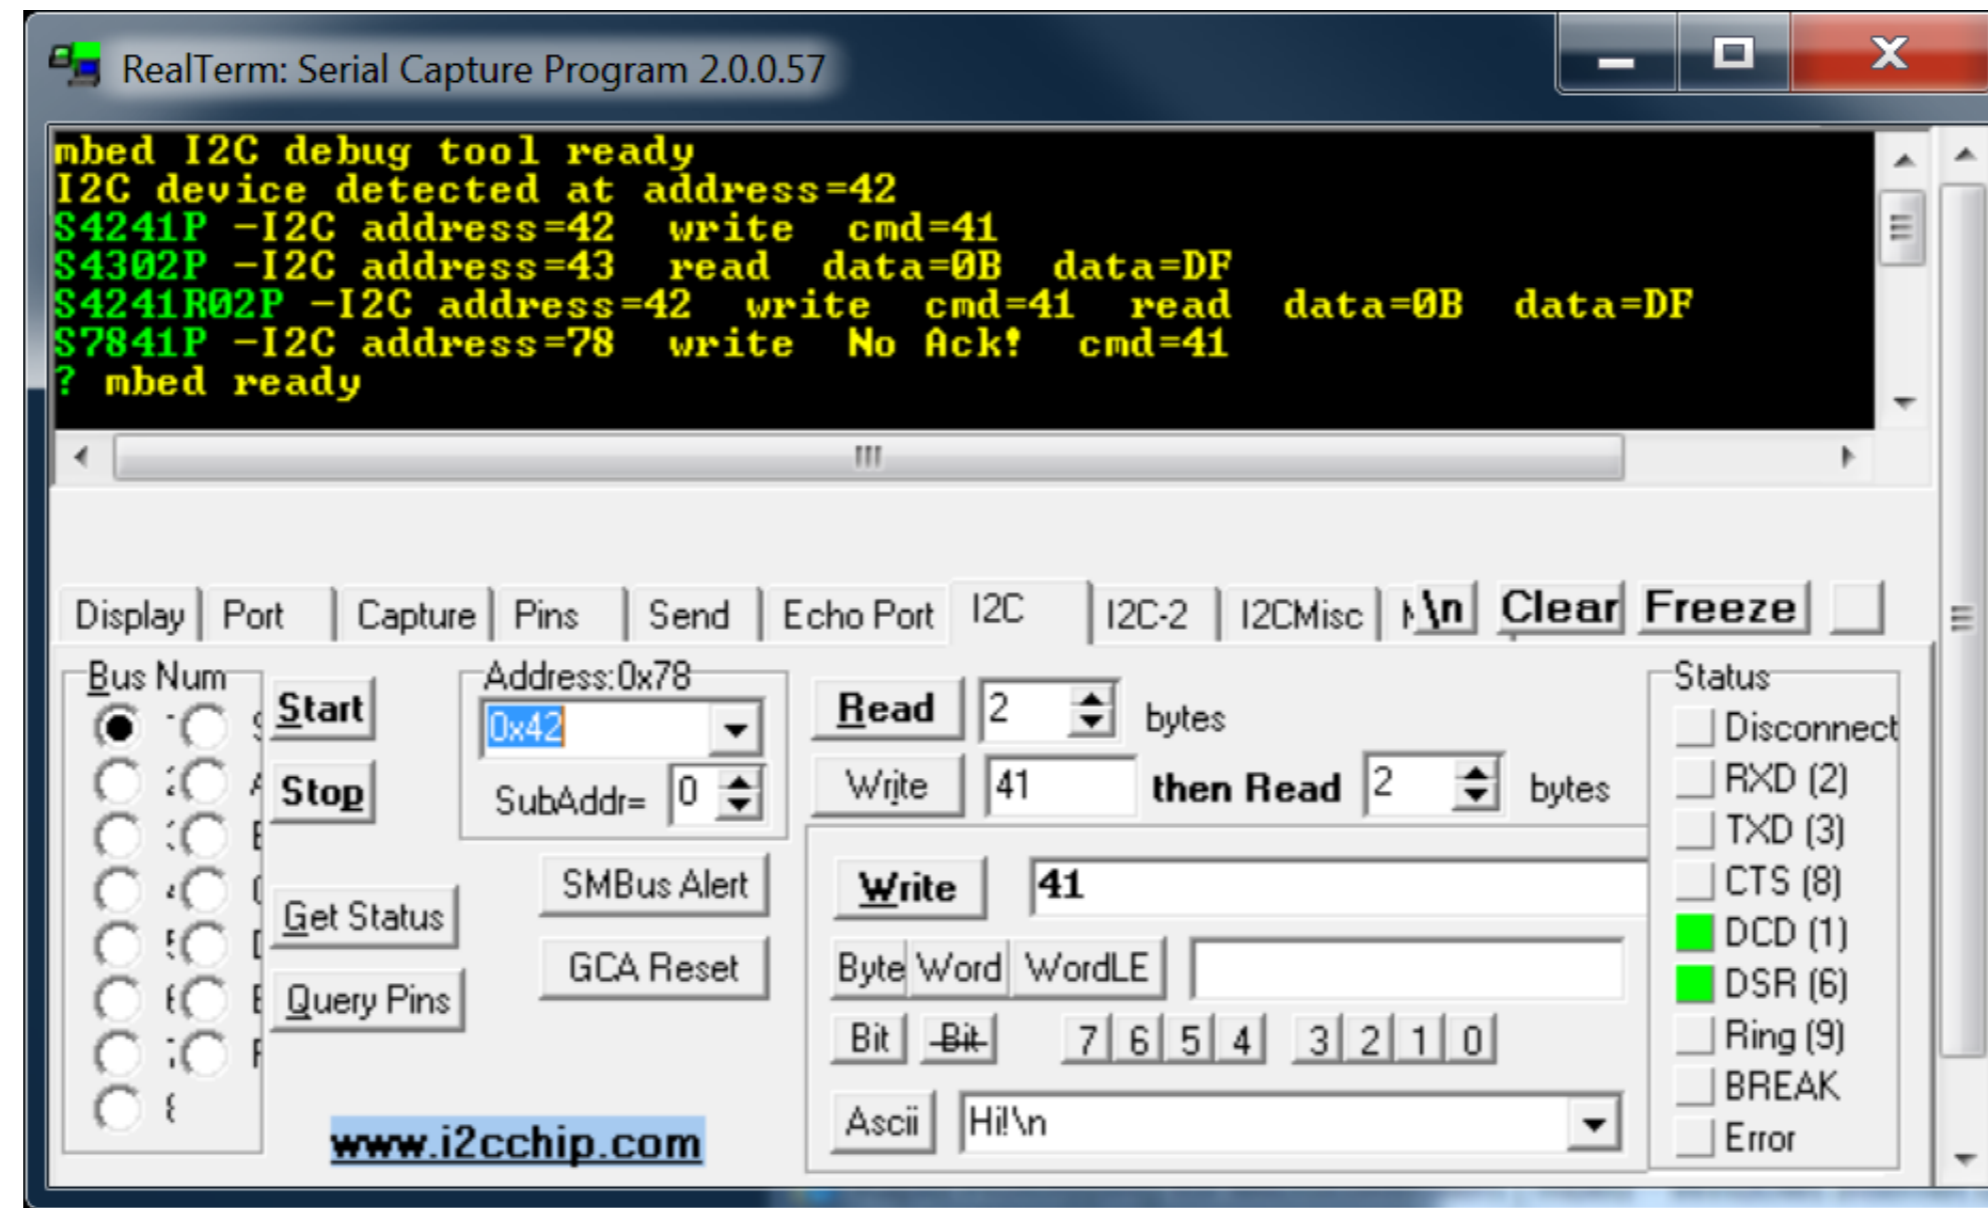 RealTerm: Serial Capture Program 2.0.0.57
mbed I2C debug tool ready
I2C device detected at address=42
S4241P -I2C address=42  write  cmd=41
S4302P -I2C address=43  read  data=0B  data=DF
S4241R02P -I2C address=42  write  cmd=41  read  data=0B  data=DF
S7841P -I2C address=78  write  No Ack!  cmd=41
? mbed ready
Display Port Capture Pins Send Echo Port I2C I2C-2 I2CMisc \n Clear Freeze
Bus Num
Start
Stop
Get Status
Query Pins
Address:0x78
0x42
SubAddr= 0
SMBus Alert
GCA Reset
www.i2cchip.com
Read 2 bytes
Write 41 then Read 2 bytes
Write 41
Byte Word WordLE
Bit Bit 7 6 5 4 3 2 1 0
Ascii Hi!\n
Status
Disconnect
RXD (2)
TXD (3)
CTS (8)
DCD (1)
DSR (6)
Ring (9)
BREAK
Error